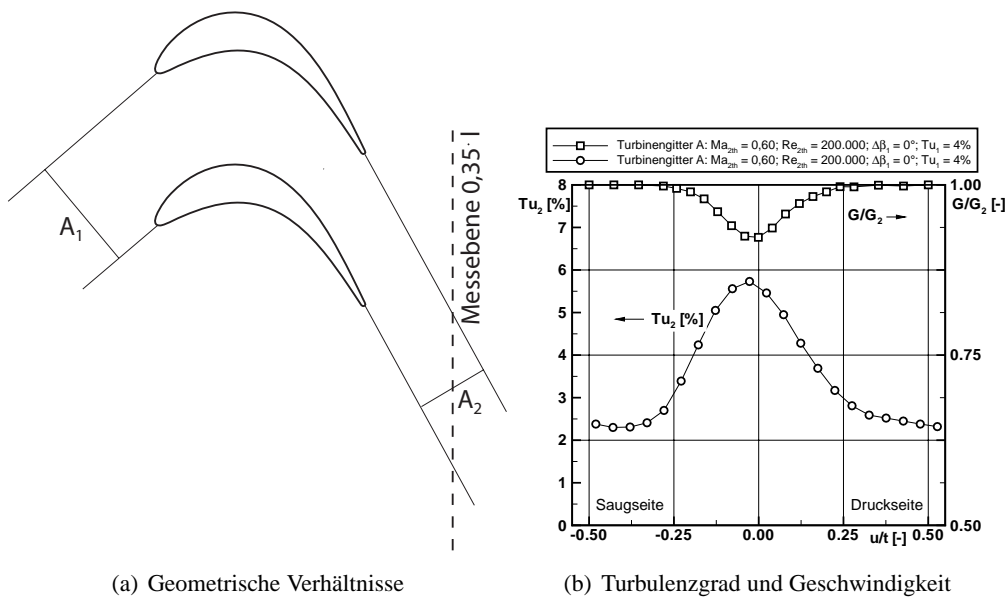 A₁
A₂
Messebene 0,35· l
Turbinengitter A: Ma₂ₜₕ = 0,60; Re₂ₜₕ = 200.000; Δβ₁ = 0°; Tu₁ = 4%
Turbinengitter A: Ma₂ₜₕ = 0,60; Re₂ₜₕ = 200.000; Δβ₁ = 0°; Tu₁ = 4%
8
Tu₂ [%]
7
6
5
4
3
2
1
0
1.00
G/G₂ [-]
0.75
0.50
G/G₂
Tu₂ [%]
Saugseite
Druckseite
-0.50
-0.25
0.00
0.25
0.50
u/t [-]
(a) Geometrische Verhältnisse
(b) Turbulenzgrad und Geschwindigkeit